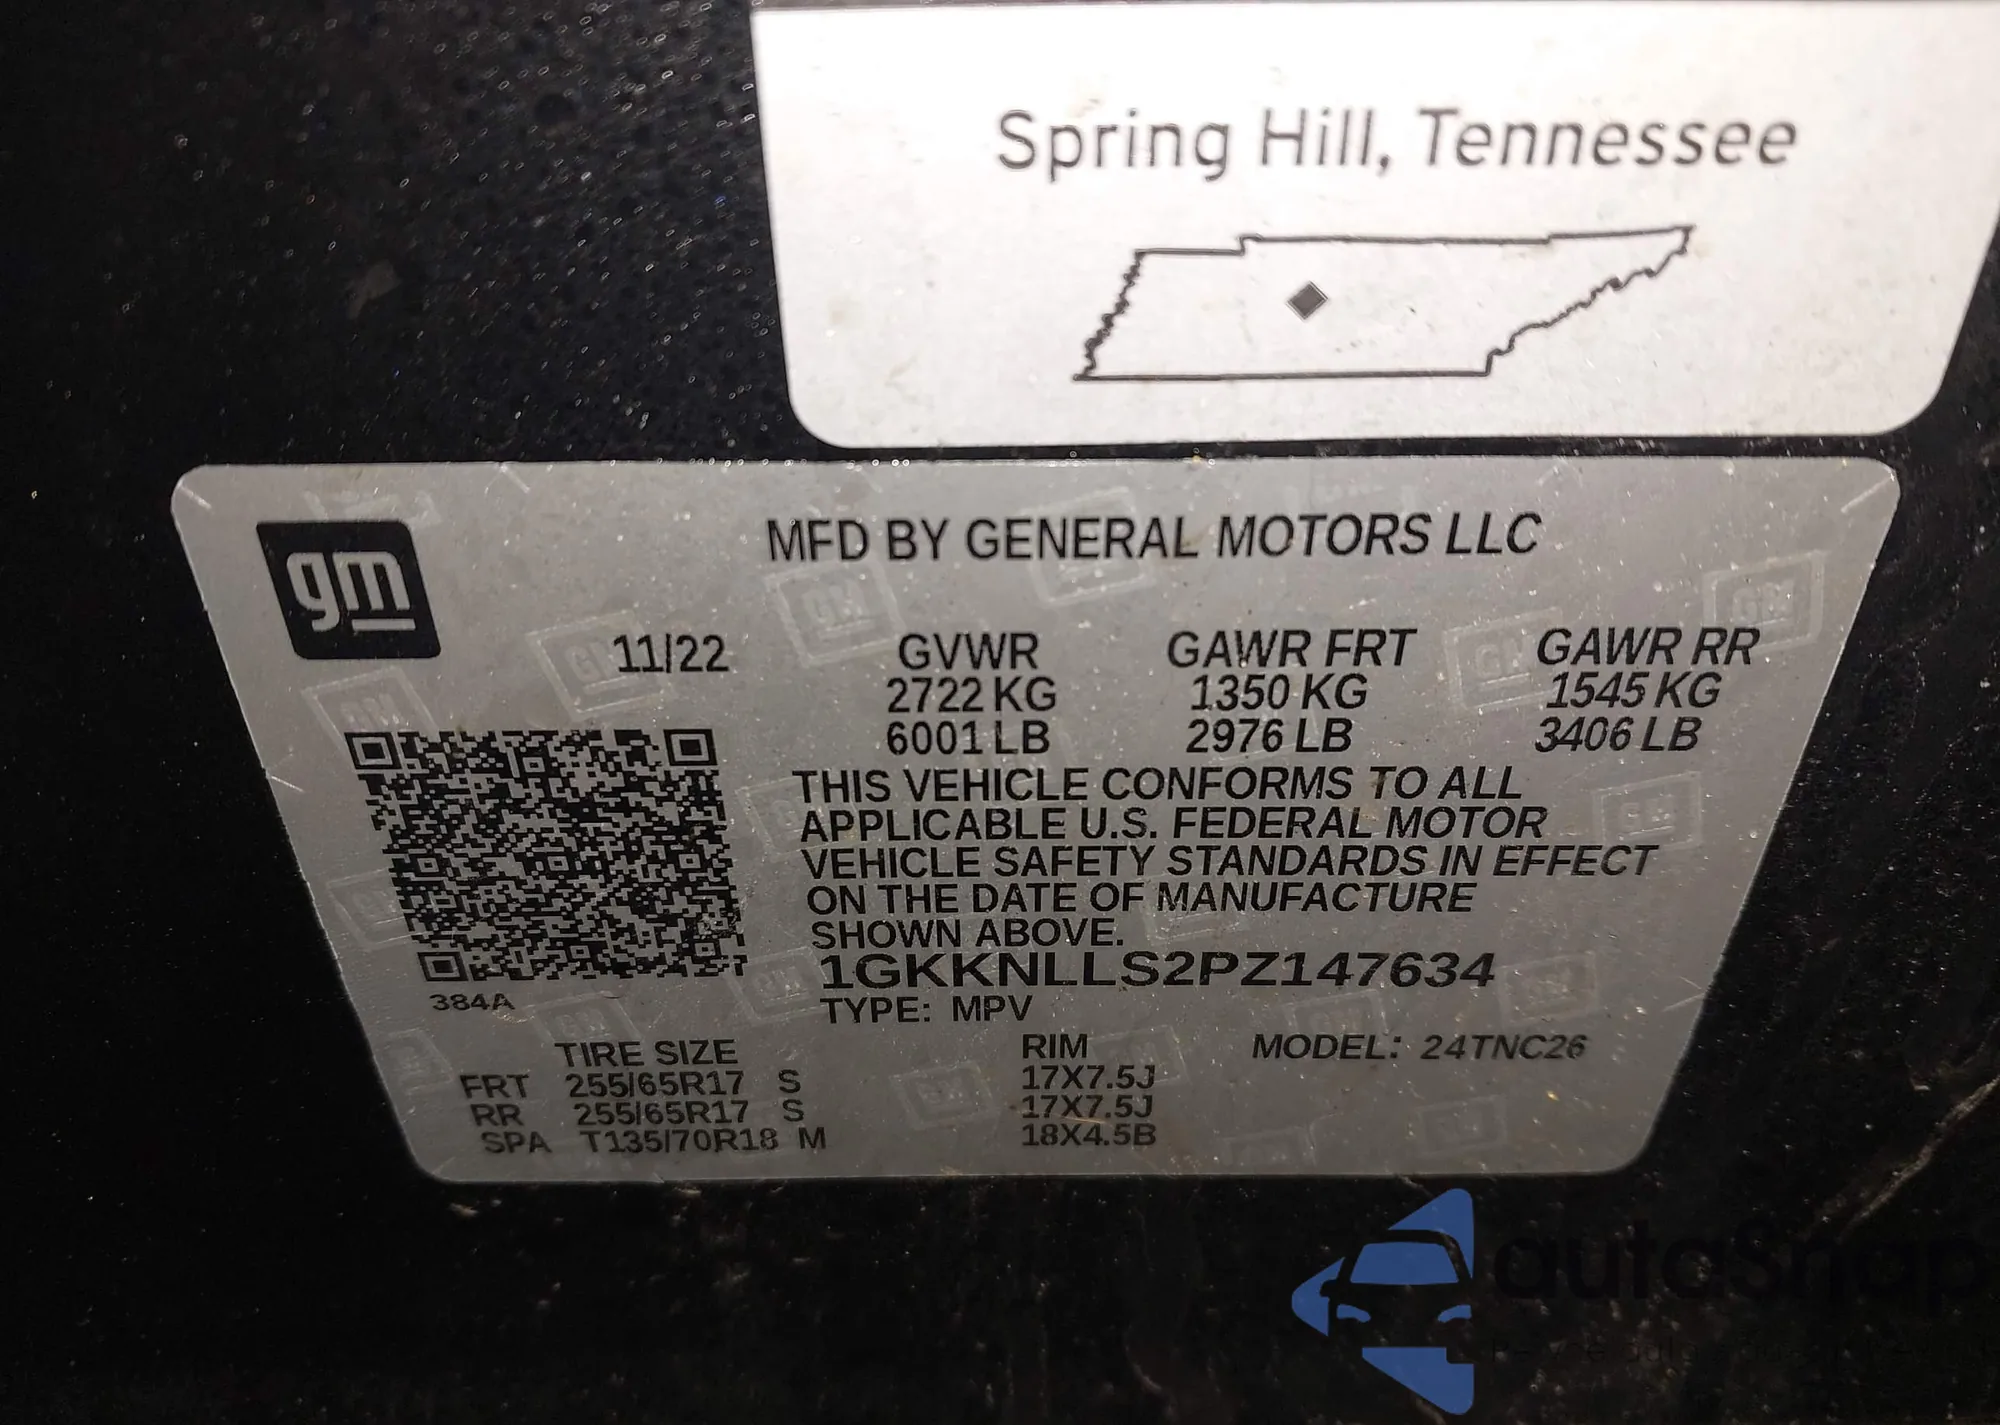 Spring Hill, Tennessee
gm
MFD BY GENERAL MOTORS LLC
11/22 GVWR GAWR FRT GAWR RR
2722 KG 1350 KG 1545 KG
6001 LB 2976 LB 3406 LB
THIS VEHICLE CONFORMS TO ALL
APPLICABLE U.S. FEDERAL MOTOR
VEHICLE SAFETY STANDARDS IN EFFECT
ON THE DATE OF MANUFACTURE
SHOWN ABOVE.
1GKKNLLS2PZ147634
384A
TYPE: MPV
TIRE SIZE RIM MODEL: 24TNC26
FRT 255/65R17 S 17X7.5J
RR 255/65R17 S 17X7.5J
SPA T135/70R18 M 18X4.5B
autoSnap